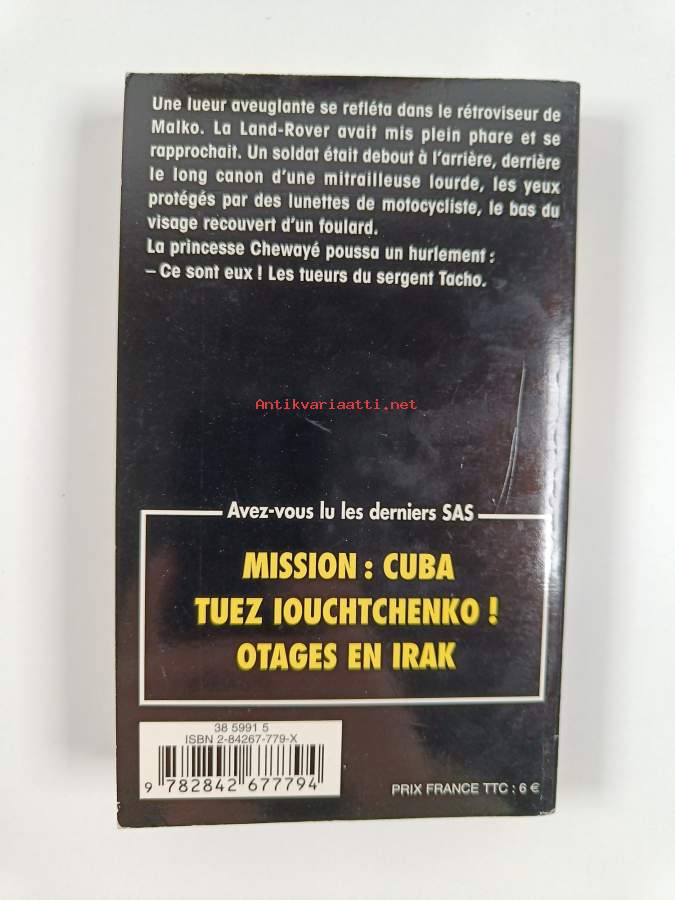 Une lueur aveuglante se refléta dans le rétroviseur de
Malko. La Land-Rover avait mis plein phare et se
rapprochait. Un soldat était debout à l'arrière, derrière
le long canon d'une mitrailleuse lourde, les yeux
protégés par des lunettes de motocycliste, le bas du
visage recouvert d'un foulard.
La princesse Chewayé poussa un hurlement :
– Ce sont eux ! Les tueurs du sergent Tacho.
Antikvariaatti.net
Avez-vous lu les derniers SAS
MISSION : CUBA
TUEZ IOUCHTCHENKO !
OTAGES EN IRAK
38 5991 5
ISBN 2-84267-779-X
9 782842 677794
PRIX FRANCE TTC : 6 €